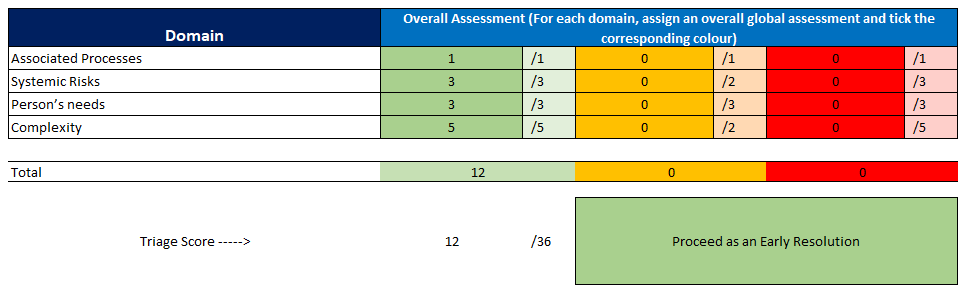 Domain
Overall Assessment (For each domain, assign an overall global assessment and tick the
corresponding colour)
Associated Processes 1 /1 0 /1 0 /1
Systemic Risks 3 /3 0 /2 0 /3
Person’s needs 3 /3 0 /3 0 /3
Complexity 5 /5 0 /2 0 /5
Total 12 0 0
Triage Score -----> 12 /36 Proceed as an Early Resolution